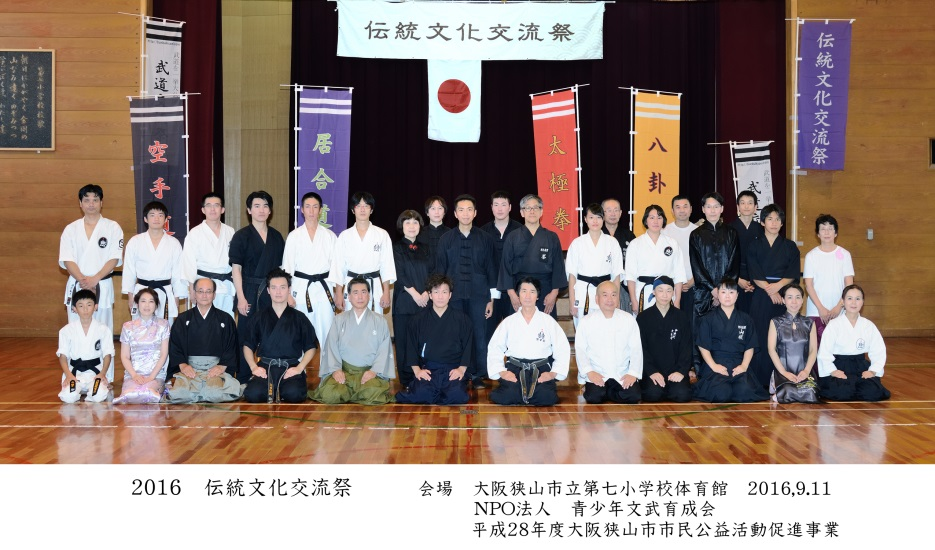 伝統文化交流祭
伝統文化交流祭
武道
空手
居合道
太極拳
八卦
武
2016 伝統文化交流祭 会場 大阪狭山市立第七小学校体育館 2016,9.11
NPO法人 青少年文武育成会
平成28年度大阪狭山市市民公益活動促進事業